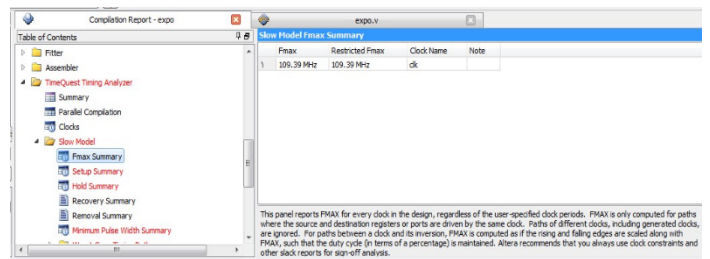 Compilation Report - expo
expo.v
Table of Contents
Slow Model Fmax Summary
Fitter
Assembler
TimeQuest Timing Analyzer
Summary
Parallel Compilation
Clocks
Slow Model
Fmax Summary
Setup Summary
Hold Summary
Recovery Summary
Removal Summary
Minimum Pulse Width Summary
Fmax Restricted Fmax Clock Name Note
1 109.39 MHz 109.39 MHz clk
This panel reports FMAX for every clock in the design, regardless of the user-specified clock periods. FMAX is only computed for paths
where the source and destination registers or ports are driven by the same clock. Paths of different clocks, including generated clocks,
are ignored. For paths between a clock and its inversion, FMAX is computed as if the rising and falling edges are scaled along with
FMAX, such that the duty cycle (in terms of a percentage) is maintained. Altera recommends that you always use clock constraints and
other slack reports for sign-off analysis.